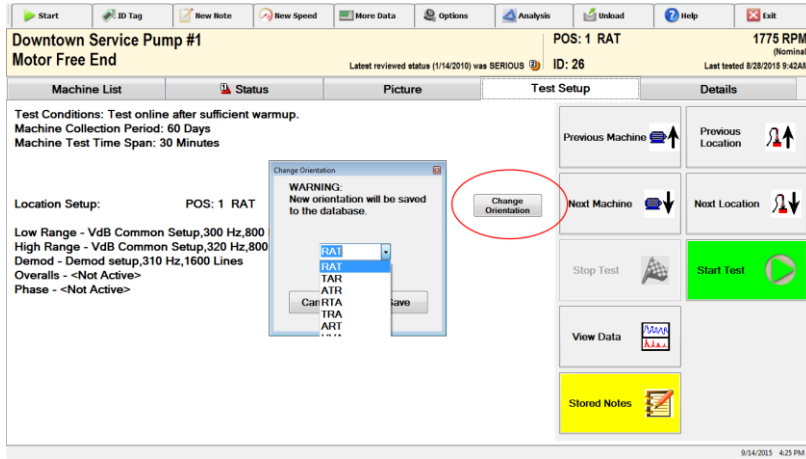 Start ID Tag New Note New Speed More Data Options Analysis Unload Help Exit
Downtown Service Pump #1
Motor Free End
Latest reviewed status (1/14/2010) was SERIOUS
POS: 1 RAT
ID: 26
1775 RPM
(Nominal
Last tested 8/28/2015 9:42AM
Machine List Status Picture Test Setup Details
Test Conditions: Test online after sufficient warmup.
Machine Collection Period: 60 Days
Machine Test Time Span: 30 Minutes
Location Setup: POS: 1 RAT
Low Range - VdB Common Setup,300 Hz,800
High Range - VdB Common Setup,320 Hz,800
Demod - Demod setup,310 Hz,1600 Lines
Overalls - <Not Active>
Phase - <Not Active>
Change Orientation
WARNING:
New orientation will be saved
to the database.
RAT
RAT
TAR
ATR
RTA
TRA
ART
Save
Change
Orientation
Previous Machine
Previous
Location
Next Machine
Next Location
Stop Test
Start Test
View Data
Stored Notes
9/14/2015 4:25 PM